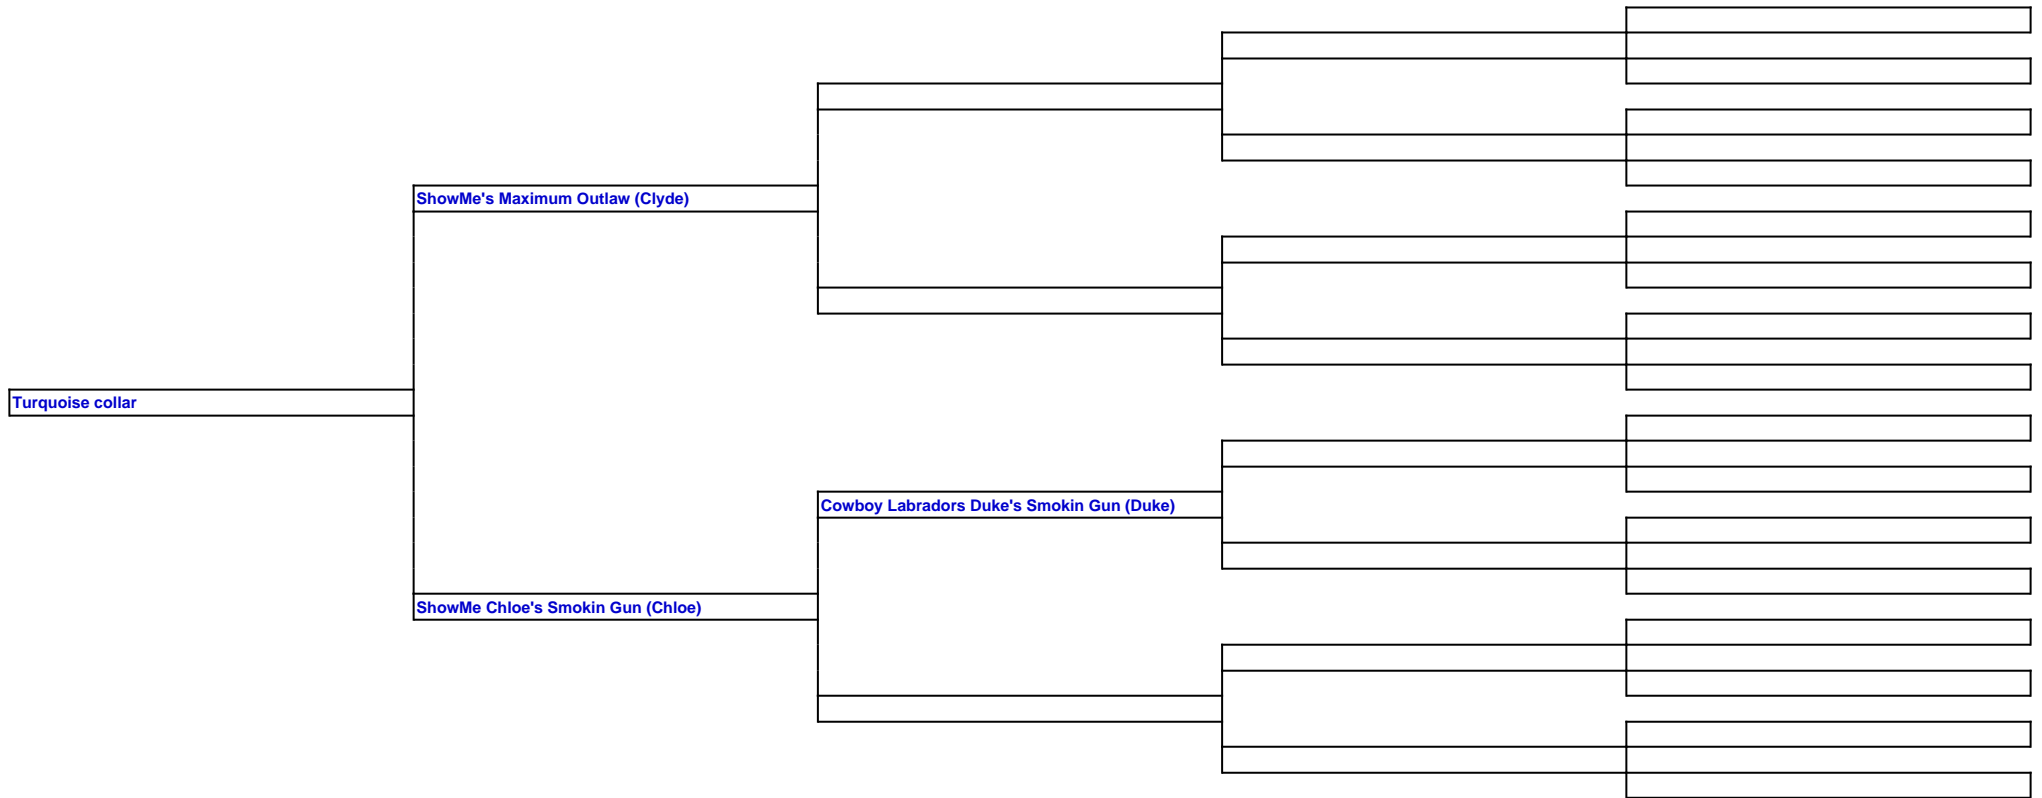 ShowMe's Maximum Outlaw (Clyde)
Turquoise collar
Cowboy Labradors Duke's Smokin Gun (Duke)
ShowMe Chloe's Smokin Gun (Chloe)